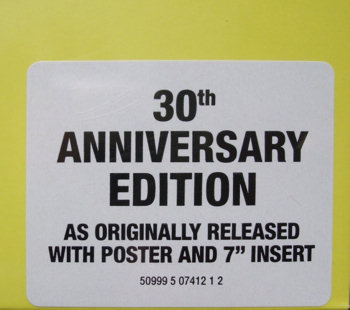 30th
ANNIVERSARY
EDITION
AS ORIGINALLY RELEASED
WITH POSTER AND 7” INSERT
50999 5 07412 1 2